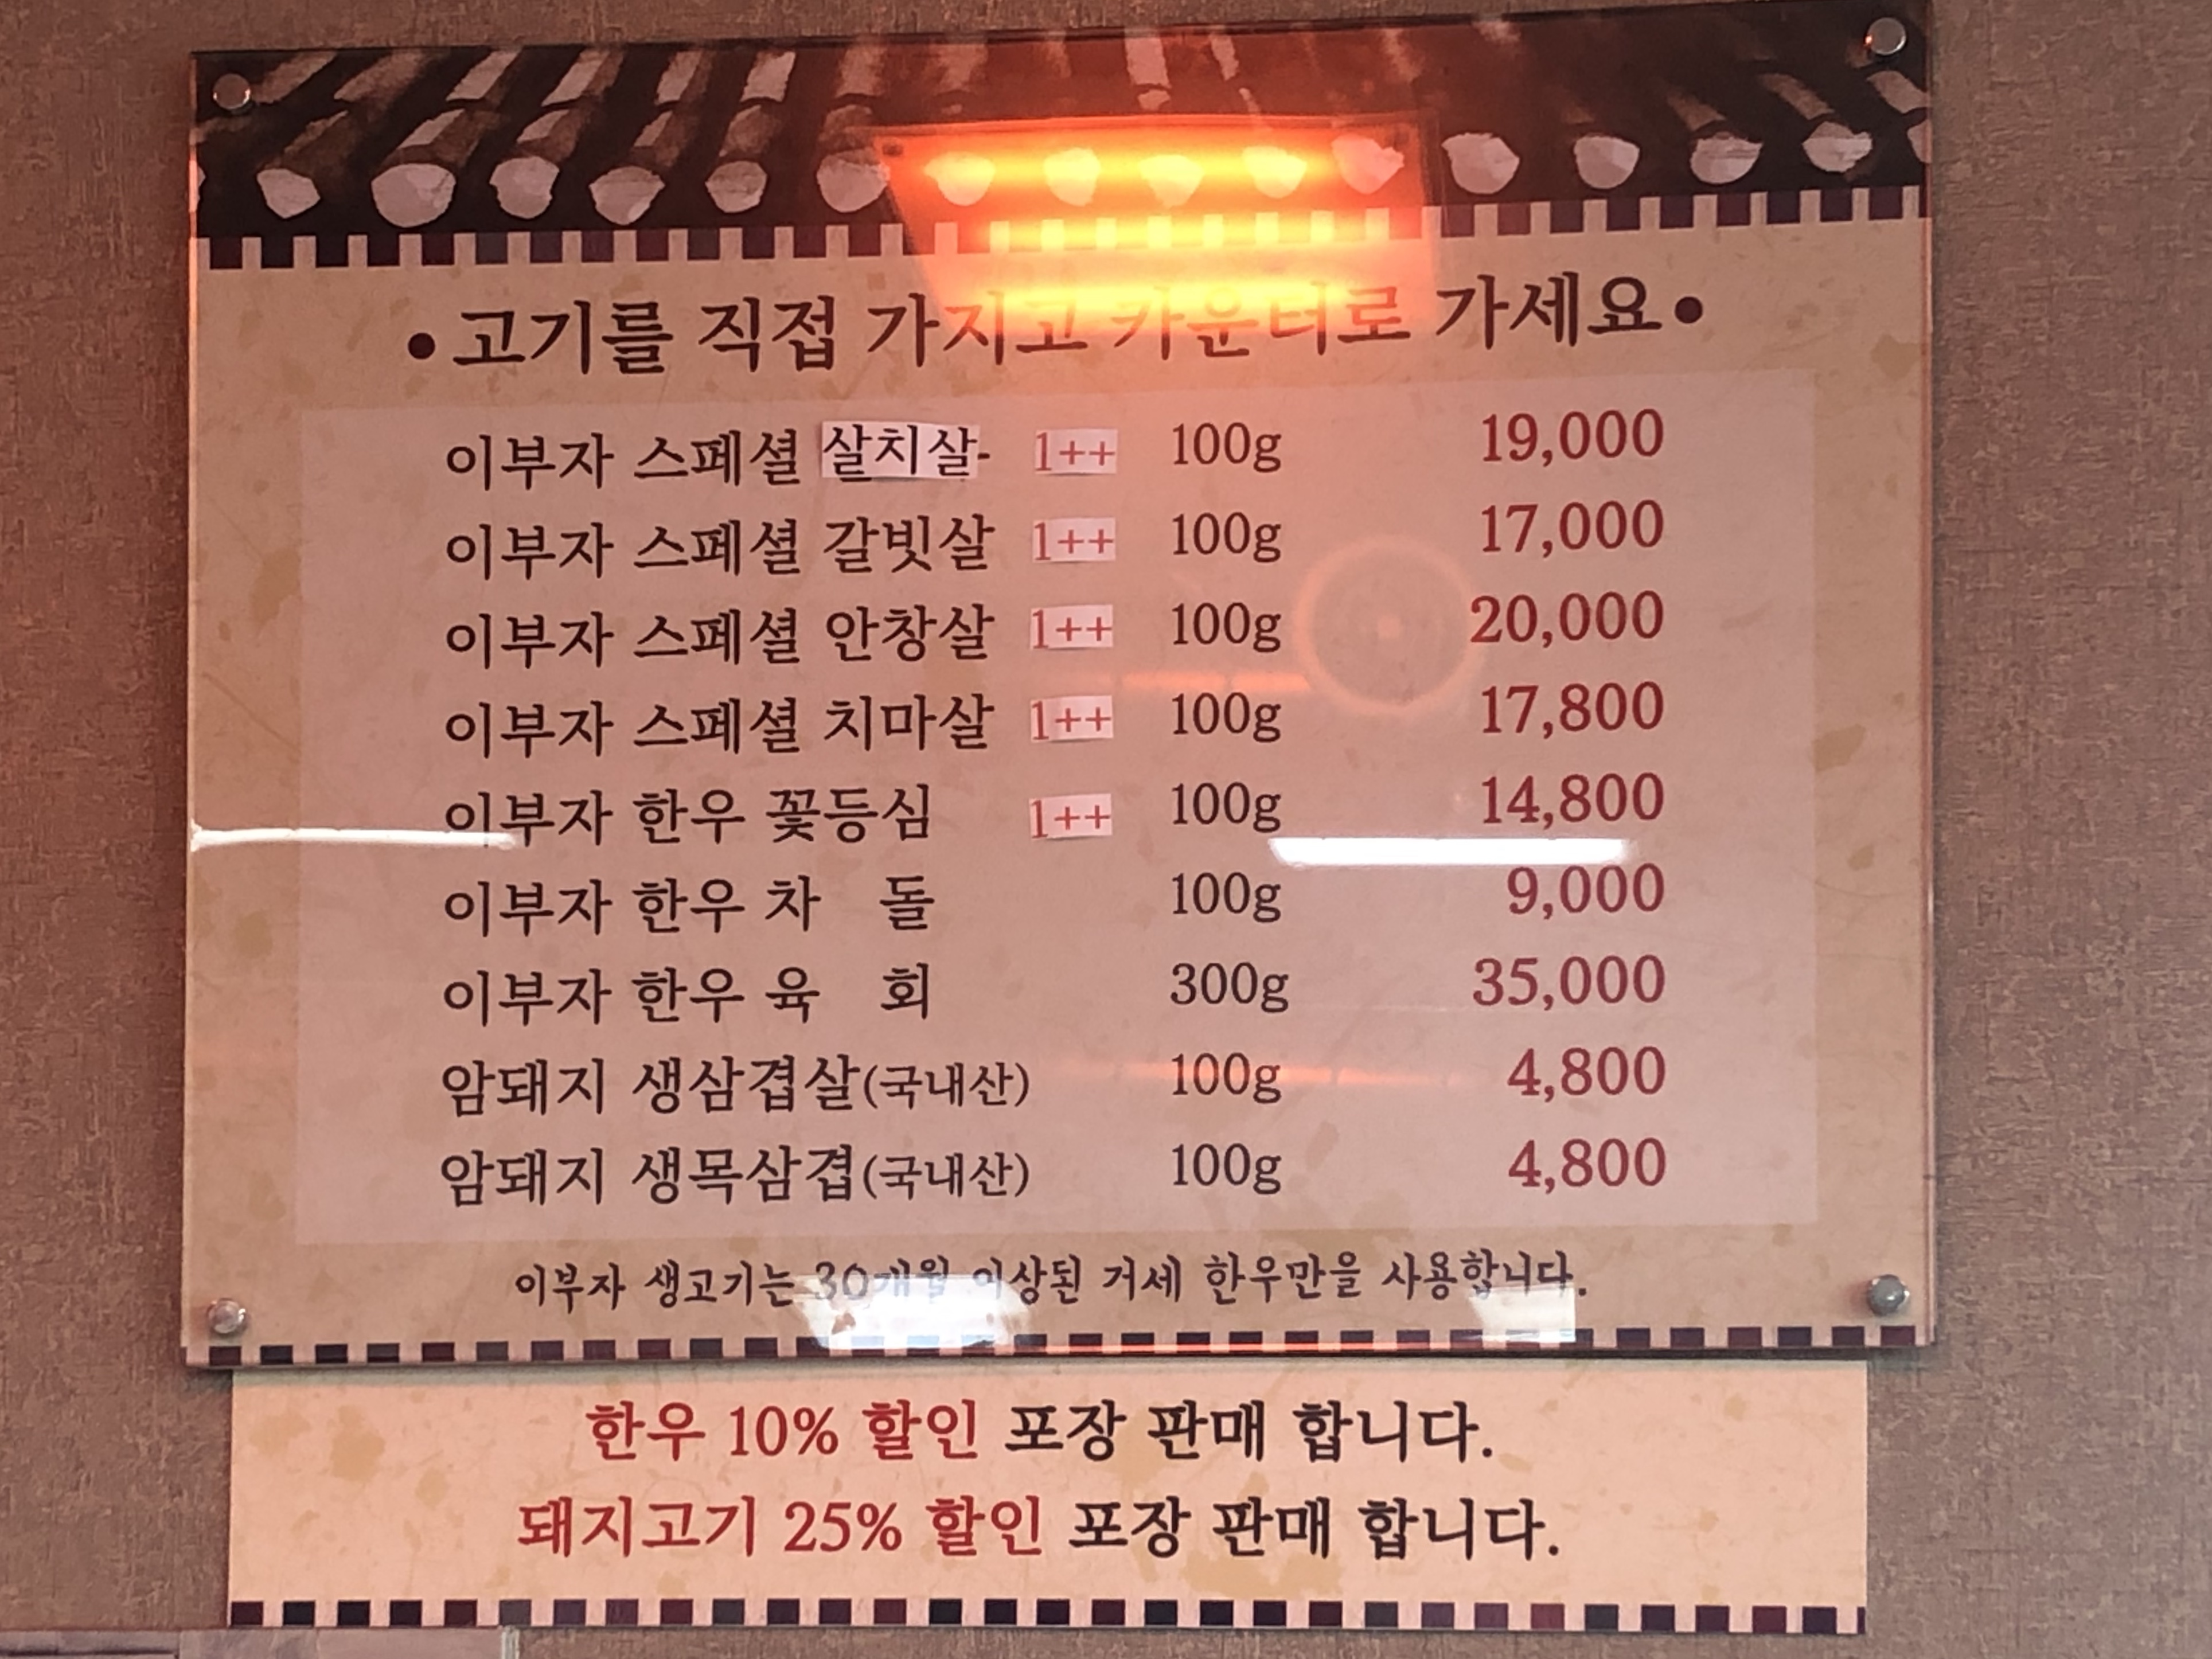 •고기를 직접 가지고 카운터로 가세요•
이부자 스페셜 살치살 1++ 100g 19,000
이부자 스페셜 갈빗살 1++ 100g 17,000
이부자 스페셜 안창살 1++ 100g 20,000
이부자 스페셜 치마살 1++ 100g 17,800
이부자 한우 꽃등심 1++ 100g 14,800
이부자 한우 차 돌 100g 9,000
이부자 한우 육 회 300g 35,000
암돼지 생삼겹살(국내산) 100g 4,800
암돼지 생목삼겹(국내산) 100g 4,800
이부자 생고기는 30개월 이상된 거세 한우만을 사용합니다.
한우 10% 할인 포장 판매 합니다.
돼지고기 25% 할인 포장 판매 합니다.